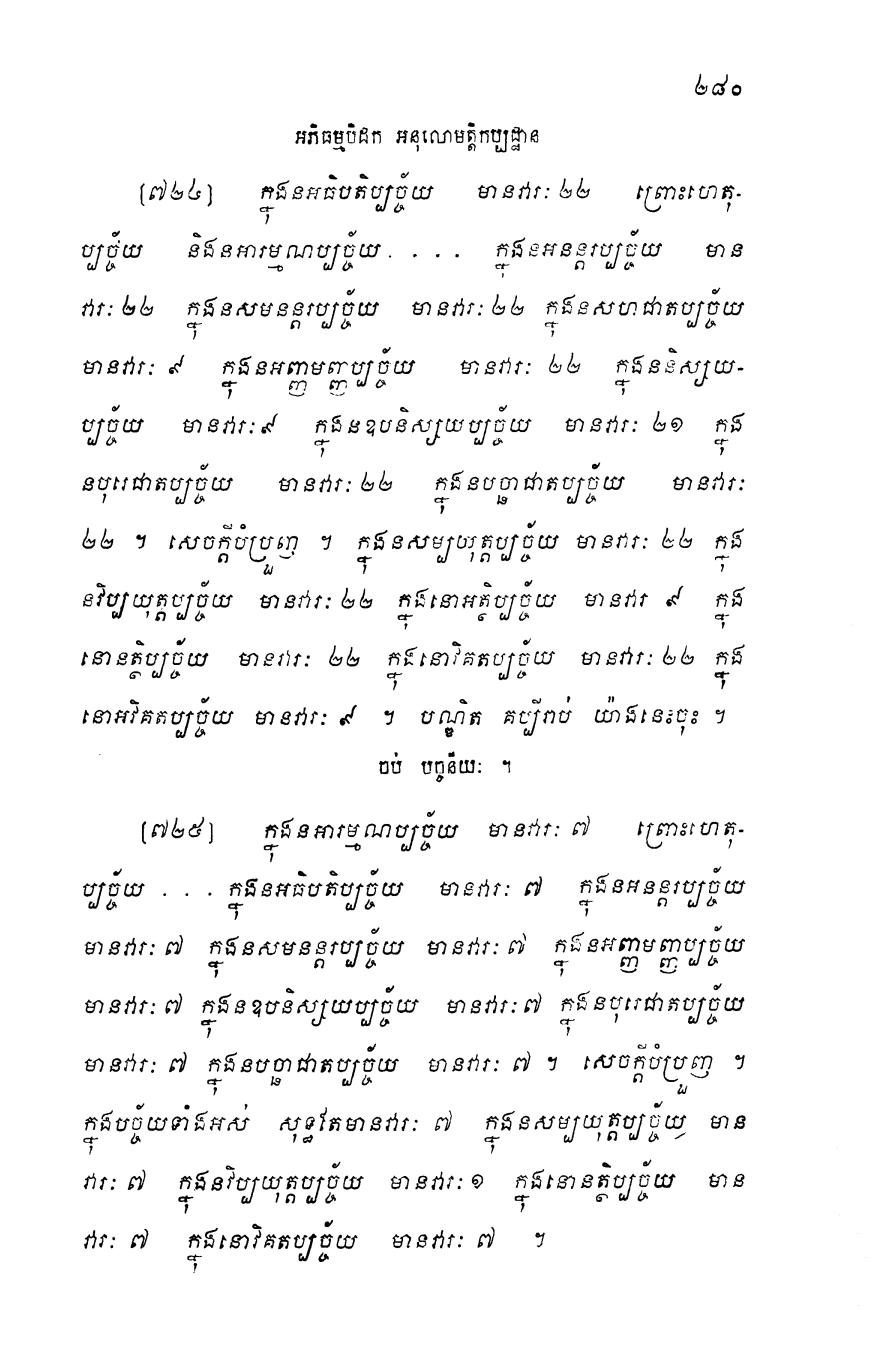 ២៨០
អភិធម្មបិដក អនុលោមត្តិកប្បដ្ឋាន
[៧២៤] ក្នុងនអធិបតិប្បច្ច័យ មានវារៈ ២២ ព្រោះហេតុ-
ប្បច្ច័យ និងនអារម្មណប្បច្ច័យ . . . . ក្នុងនអនន្តរប្បច្ច័យ មាន
វារៈ ២២ ក្នុងនសមនន្តរប្បច្ច័យ មានវារៈ ២២ ក្នុងនសហជាតប្បច្ច័យ
មានវារៈ ៩ ក្នុងនអញ្ញាមញ្ញប្បច្ច័យ មានវារៈ ២២ ក្នុងននិស្សយ-
ប្បច្ច័យ មានវារៈ ៩ ក្នុងនឧបនិស្សយប្បច្ច័យ មានវារៈ ២១ ក្នុង
នបុរេជាតប្បច្ច័យ មានវារៈ ២២ ក្នុងនបច្ឆាជាតប្បច្ច័យ មានវារៈ
២២ ។ សេចក្តីបំប្រួញ ។ ក្នុងនសម្បយុត្តប្បច្ច័យ មានវារៈ ២២ ក្នុង
នវិប្បយុត្តប្បច្ច័យ មានវារៈ ២២ ក្នុងនោអត្ថិប្បច្ច័យ មានវារ ៩ ក្នុង
នោនត្ថិប្បច្ច័យ មានវារៈ ២២ ក្នុងនោវិគតប្បច្ច័យ មានវារៈ ២២ ក្នុង
នោអវិគតប្បច្ច័យ មានវារៈ ៩ ។ បណ្ឌិត គប្បីរាប់ យ៉ាងនេះចុះ ។
ចប់ បច្ចនីយៈ ។
[៧២៥] ក្នុងនអារម្មណប្បច្ច័យ មានវារៈ ៧ ព្រោះហេតុ-
ប្បច្ច័យ . . . ក្នុងនអធិបតិប្បច្ច័យ មានវារៈ ៧ ក្នុងនអនន្តរប្បច្ច័យ
មានវារៈ ៧ ក្នុងនសមនន្តរប្បច្ច័យ មានវារៈ ៧ ក្នុងនអញ្ញាមញ្ញប្បច្ច័យ
មានវារៈ ៧ ក្នុងនឧបនិស្សយប្បច្ច័យ មានវារៈ ៧ ក្នុងនបុរេជាតប្បច្ច័យ
មានវារៈ ៧ ក្នុងនបច្ឆាជាតប្បច្ច័យ មានវារៈ ៧ ។ សេចក្តីបំប្រួញ ។
ក្នុងបច្ច័យទាំងអស់ សុទ្ធតែមានវារៈ ៧ ក្នុងនសម្បយុត្តប្បច្ច័យ មាន
វារៈ ៧ ក្នុងនវិប្បយុត្តប្បច្ច័យ មានវារៈ ១ ក្នុងនោនត្ថិប្បច្ច័យ មាន
វារៈ ៧ ក្នុងនោវិគតប្បច្ច័យ មានវារៈ ៧ ។